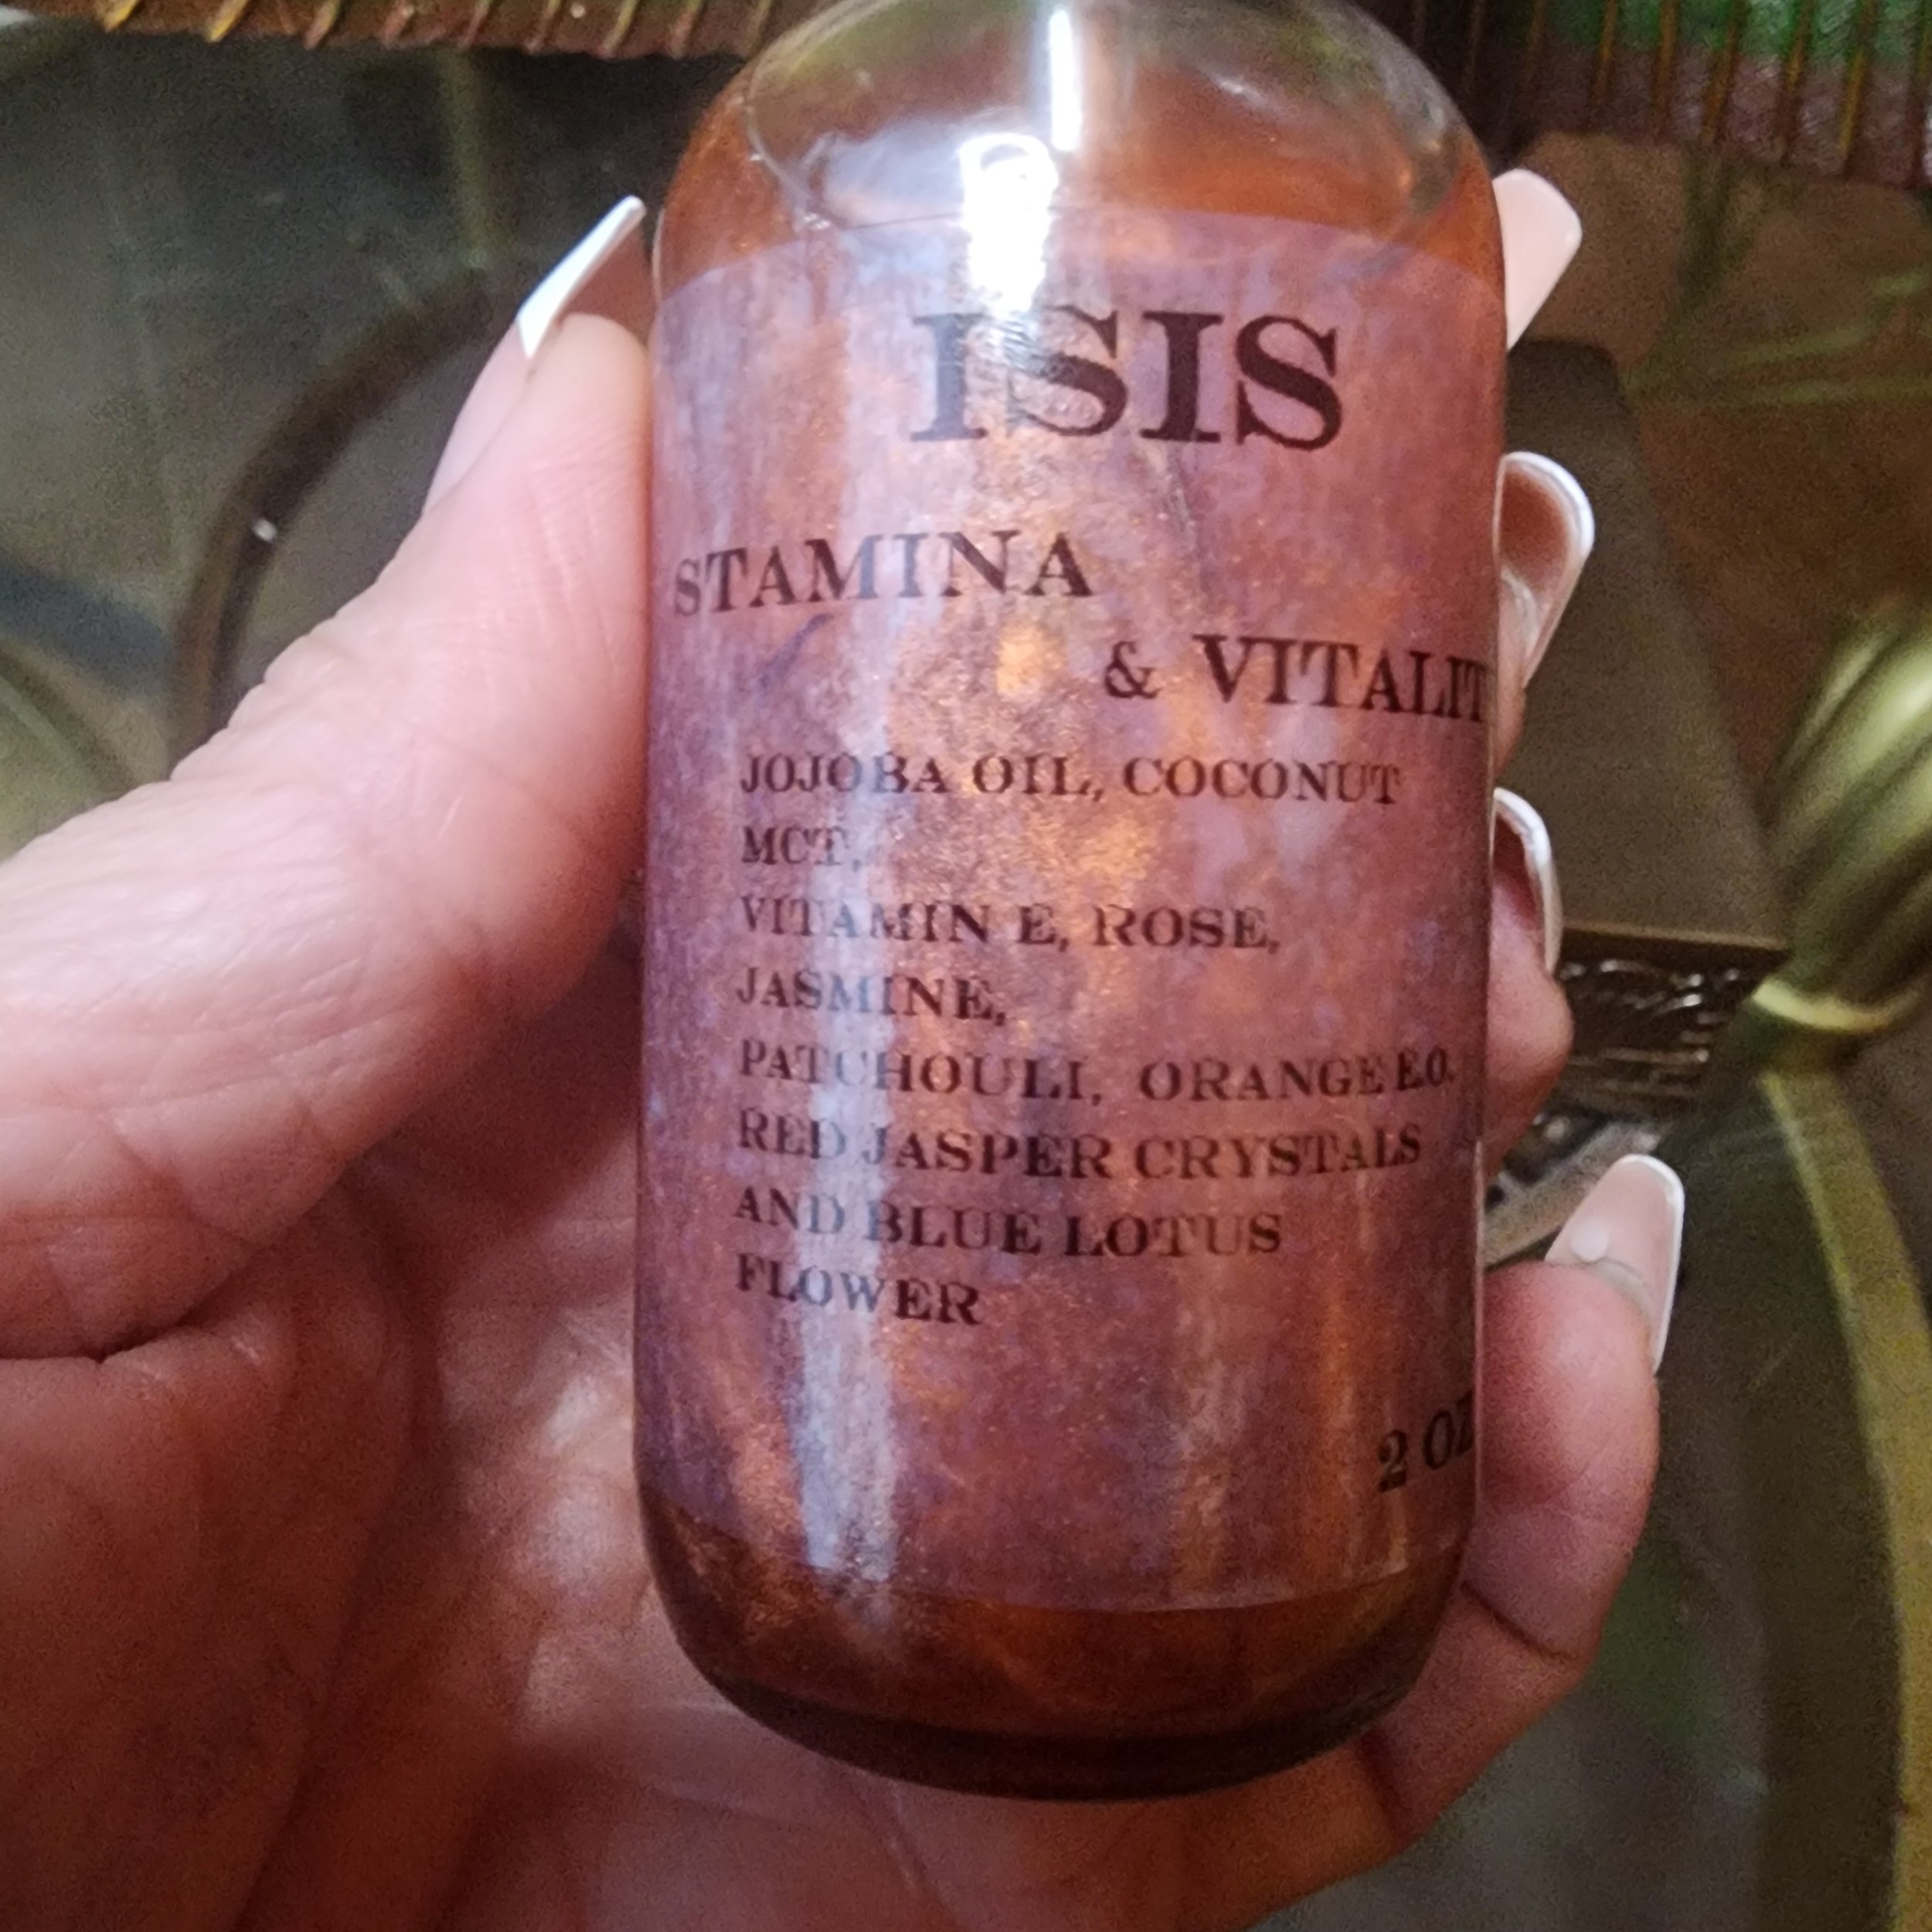 ISIS
STAMINA
& VITALIT
JOJOBA OIL, COCONUT
MCT,
VITAMIN E, ROSE,
JASMINE,
PATCHOULI, ORANGE E.O.
RED JASPER CRYSTALS
AND BLUE LOTUS
FLOWER
2 OZ